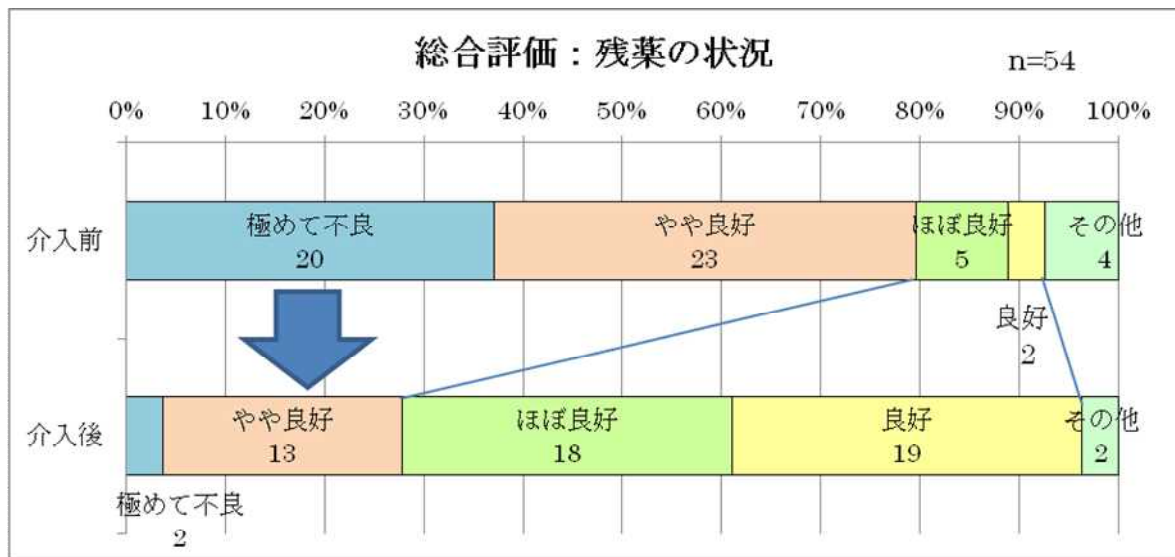 総合評価：残薬の状況
n=54
0% 10% 20% 30% 40% 50% 60% 70% 80% 90% 100%
介入前
極めて不良
20
やや良好
23
ほぼ良好
5
良好
2
その他
4
介入後
極めて不良
2
やや良好
13
ほぼ良好
18
良好
19
その他
2